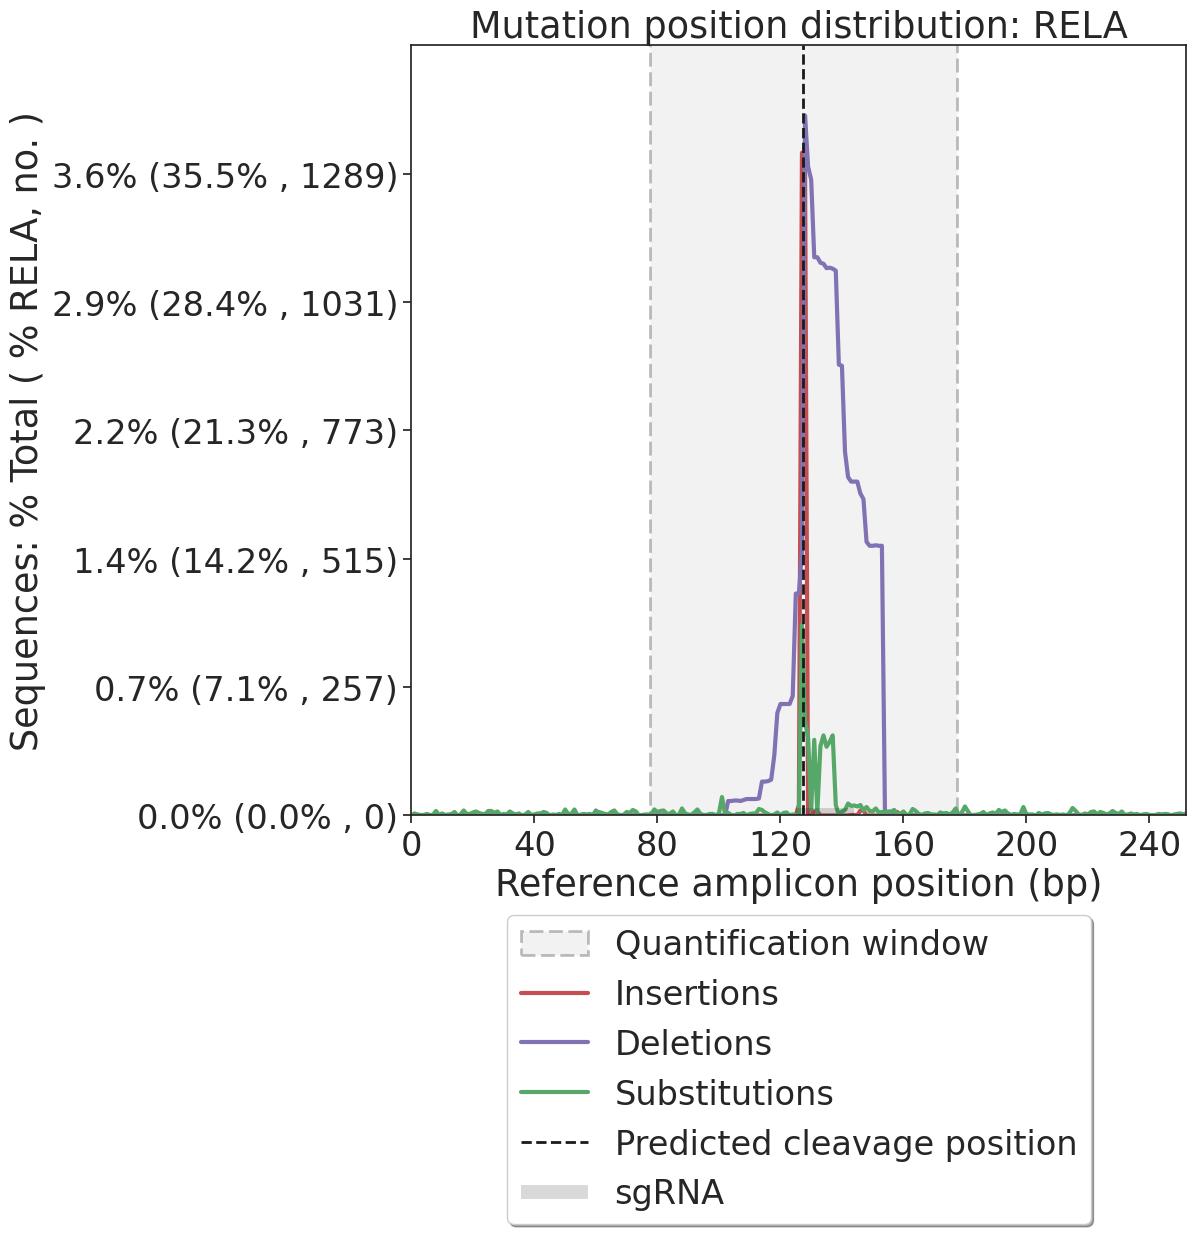 Mutation position distribution: RELA
Sequences: % Total ( % RELA, no. )
3.6% (35.5% , 1289)
2.9% (28.4% , 1031)
2.2% (21.3% , 773)
1.4% (14.2% , 515)
0.7% (7.1% , 257)
0.0% (0.0% , 0)
0 40 80 120 160 200 240
Reference amplicon position (bp)
Quantification window
Insertions
Deletions
Substitutions
Predicted cleavage position
sgRNA